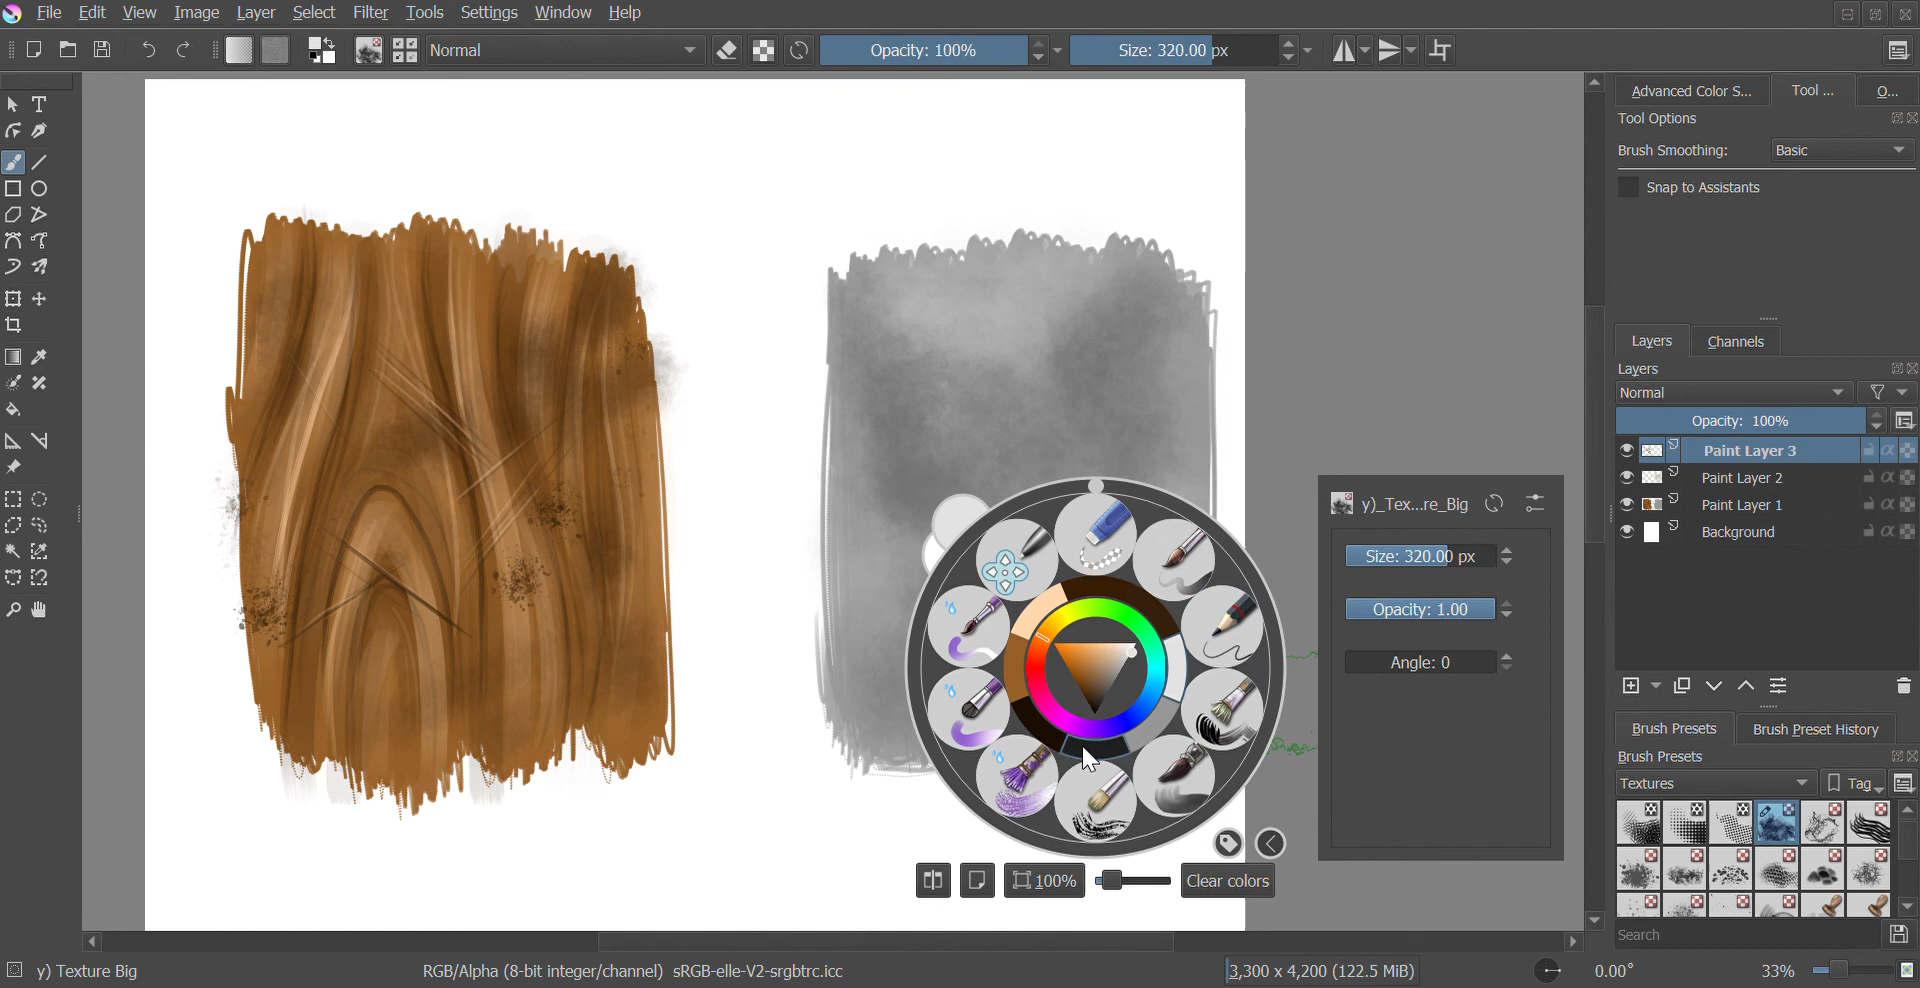 File Edit View Image Layer Select Filter Tools Settings Window Help
Normal Opacity: 100% Size: 320.00 px
Advanced Color S... Tool ... O...
Tool Options
Brush Smoothing: Basic
Snap to Assistants
Layers Channels
Layers
Normal
Opacity: 100%
Paint Layer 3
Paint Layer 2
Paint Layer 1
Background
y)_Tex...re_Big
Size: 320.00 px
Opacity: 1.00
Angle: 0
100% Clear colors
Brush Presets Brush Preset History
Brush Presets
Textures Tag
Search
y) Texture Big RGB/Alpha (8-bit integer/channel) sRGB-elle-V2-srgbtrc.icc 3,300 x 4,200 (122.5 MiB) 0.00° 33%